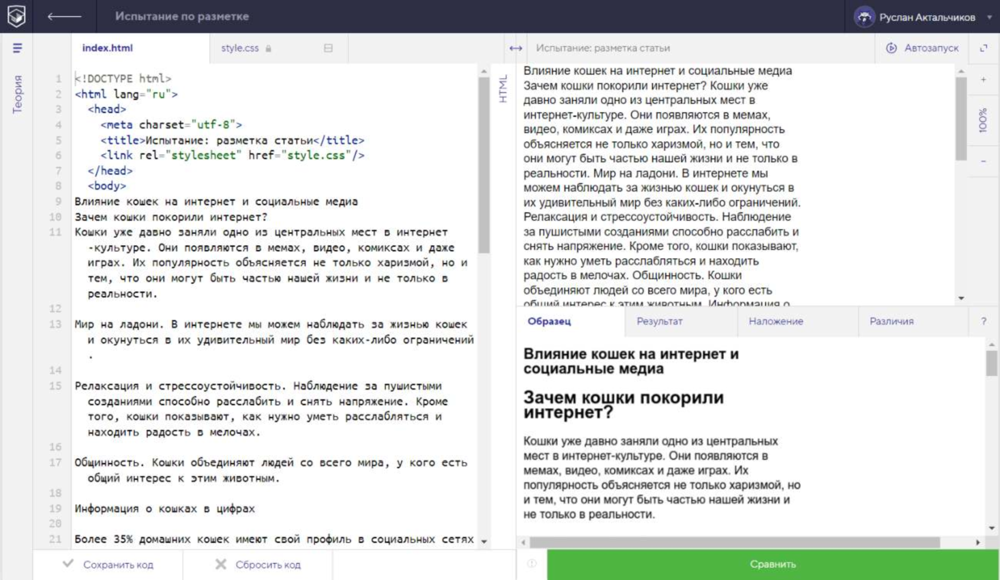 Испытание по разметке
Руслан Актальчиков
Теория
index.html
style.css
1 <!DOCTYPE html>
2 <html lang="ru">
3 <head>
4 <meta charset="utf-8">
5 <title>Испытание: разметка статьи</title>
6 <link rel="stylesheet" href="style.css"/>
7 </head>
8 <body>
9 Влияние кошек на интернет и социальные медиа
10 Зачем кошки покорили интернет?
11 Кошки уже давно заняли одно из центральных мест в интернет
-культуре. Они появляются в мемах, видео, комиксах и даже
играх. Их популярность объясняется не только харизмой, но и
тем, что они могут быть частью нашей жизни и не только в
реальности.
12
13 Мир на ладони. В интернете мы можем наблюдать за жизнью кошек
и окунуться в их удивительный мир без каких-либо ограничений
.
14
15 Релаксация и стрессоустойчивость. Наблюдение за пушистыми
созданиями способно расслабить и снять напряжение. Кроме
того, кошки показывают, как нужно уметь расслабляться и
находить радость в мелочах.
16
17 Общинность. Кошки объединяют людей со всего мира, у кого есть
общий интерес к этим животным.
18
19 Информация о кошках в цифрах
20
21 Более 35% домашних кошек имеют свой профиль в социальных сетях
Сохранить код
Сбросить код
HTML
Испытание: разметка статьи
Автозапуск
Влияние кошек на интернет и социальные медиа
Зачем кошки покорили интернет? Кошки уже
давно заняли одно из центральных мест в
интернет-культуре. Они появляются в мемах,
видео, комиксах и даже играх. Их популярность
объясняется не только харизмой, но и тем, что
они могут быть частью нашей жизни и не только в
реальности. Мир на ладони. В интернете мы
можем наблюдать за жизнью кошек и окунуться в
их удивительный мир без каких-либо ограничений.
Релаксация и стрессоустойчивость. Наблюдение
за пушистыми созданиями способно расслабить и
снять напряжение. Кроме того, кошки показывают,
как нужно уметь расслабляться и находить
радость в мелочах. Общинность. Кошки
объединяют людей со всего мира, у кого есть
общий интерес к этим животным. Информация о
+
100%
-
Образец
Результат
Наложение
Различия
?
Влияние кошек на интернет и
социальные медиа
Зачем кошки покорили
интернет?
Кошки уже давно заняли одно из центральных
мест в интернет-культуре. Они появляются в
мемах, видео, комиксах и даже играх. Их
популярность объясняется не только харизмой, но
и тем, что они могут быть частью нашей жизни и
не только в реальности.
Сравнить